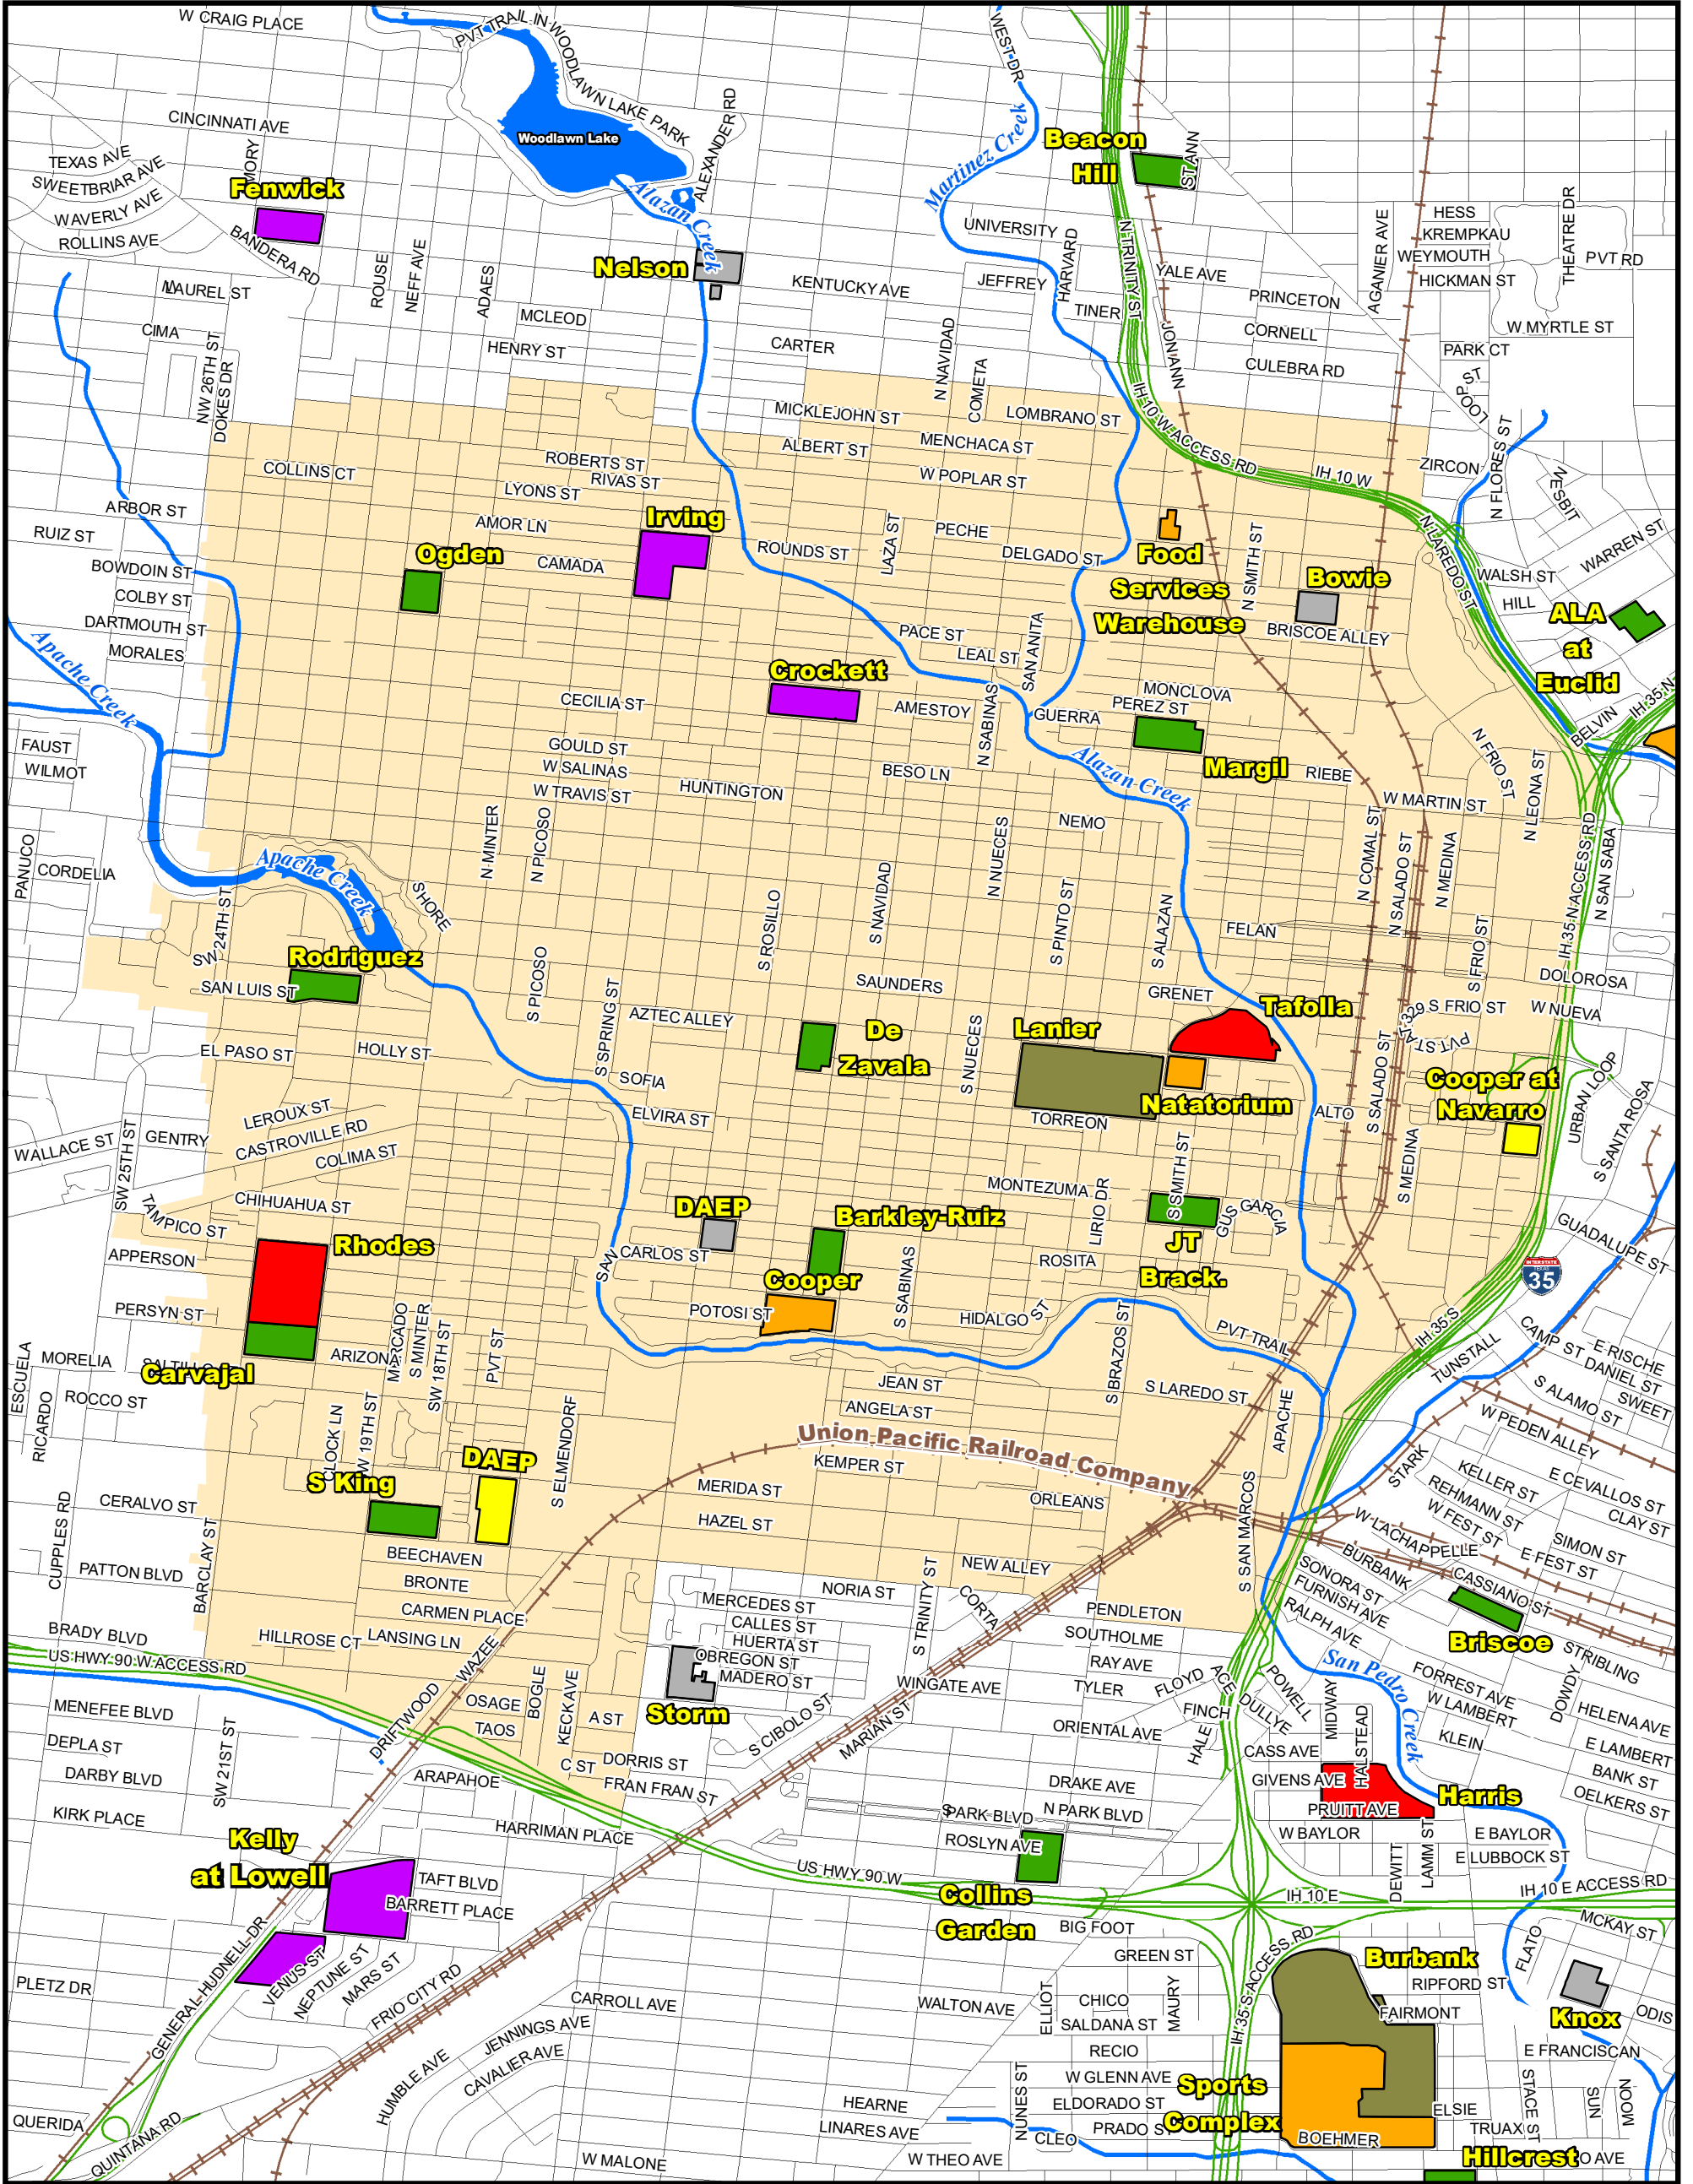 W CRAIG PLACE
PVT TRAIL IN WOODLAWN LAKE PARK
WEST DR
Woodlawn Lake
ALEXANDER RD
Martinez Creek
Beacon
Hill
ST ANN
CINCINNATI AVE
TEXAS AVE
SWEETBRIAR AVE
WAVERLY AVE
ROLLINS AVE
Fenwick
BANDERA RD
Alazan Creek
Nelson
ROUSE
NEFF AVE
ADAES
UNIVERSITY
HARVARD
JEFFREY
TINER
N TRINITY ST
YALE AVE
PRINCETON
CORNELL
CULEBRA RD
JON ANN
AGANIER AVE
HESS
KREMPKAU
WEYMOUTH
HICKMAN ST
THEATRE DR
PVT RD
W MYRTLE ST
PARK CT
LOOP
ST
LAUREL ST
CIMA
NW 26TH ST
DOKES DR
MCLEOD
HENRY ST
KENTUCKY AVE
CARTER
N NAVIDAD
COMETA
MICKLEJOHN ST
LOMBRANO ST
ALBERT ST
MENCHACA ST
W POPLAR ST
IH 10 W ACCESS RD
IH 10 W
ZIRCON
N FLORES ST
NESBIT
WARREN ST
COLLINS CT
ROBERTS ST
RIVAS ST
LYONS ST
AMOR LN
CAMADA
Irving
Ogden
ARBOR ST
RUIZ ST
BOWDOIN ST
COLBY ST
DARTMOUTH ST
MORALES
ROUNDS ST
LAZA ST
PECHE
DELGADO ST
Food
Services
Warehouse
N SMITH ST
Bowie
BRISCOE ALLEY
N LAREDO ST
WALSH ST
HILL
ALA
at
Euclid
Apache Creek
PACE ST
LEAL ST
SAN ANITA
Crockett
CECILIA ST
AMESTOY
N SABINAS
GUERRA
MONCLOVA
PEREZ ST
Margil
Alazan Creek
RIEBE
W MARTIN ST
N FRIO ST
N LEONA ST
BELVIN
IH 35 N
FAUST
WILMOT
GOULD ST
W SALINAS
W TRAVIS ST
HUNTINGTON
BESO LN
NEMO
N MINTER
N PICOSO
N NUECES
N COMAL ST
N SALADO ST
N MEDINA
IH 35 N ACCESS RD
N SAN SABA
PANUCO
CORDELIA
Apache Creek
SHORE
SW 24TH ST
S ROSILLO
S NAVIDAD
S PINTO ST
S ALAZAN
FELAN
S FRIO ST
DOLOROSA
Rodriguez
SAN LUIS ST
S PICOSO
S SPRING ST
SAUNDERS
GRENET
Tafolla
S FRIO ST
W NUEVA
AZTEC ALLEY
De
Zavala
S NUECES
Lanier
Natatorium
TORREON
ALTO
S SALADO ST
Cooper at
Navarro
URBAN LOOP
S SANTA ROSA
EL PASO ST
HOLLY ST
SOFIA
ELVIRA ST
LEROUX ST
CASTROVILLE RD
COLIMA ST
WALLACE ST
GENTRY
SW 25TH ST
CHIHUAHUA ST
TAMPICO ST
APPERSON
PERSYN ST
MONTEZUMA
LIRIO DR
S SMITH ST
GUS GARCIA
S MEDINA
GUADALUPE ST
JT
Brack.
DAEP
Barkley-Ruiz
CARLOS ST
SAN
Cooper
POTOSI ST
S SABINAS
ROSITA
HIDALGO ST
S BRAZOS ST
PVT TRAIL
INTERSTATE
TEXAS
35
IH 35 S
Rhodes
Carvajal
MERCADO
S MINTER
SW 18TH ST
PVT ST
ARIZONA
ESCUELA
MORELIA
ROCCO ST
RICARDO
JEAN ST
ANGELA ST
S LAREDO ST
APACHE
TUNSTALL
CAMP ST
E RISCHE
DANIEL ST
SWEET
S ALAMO ST
W PEDEN ALLEY
STARK
KELLER ST
E CEVALLOS ST
REHMANN ST
CLAY ST
W FEST ST
SIMON ST
E FEST ST
W LACHAPPELLE
Union Pacific Railroad Company
KEMPER ST
MERIDA ST
ORLEANS
HAZEL ST
NEW ALLEY
CLOCK LN
W 19TH ST
S King
DAEP
S ELMENDORF
CERALVO ST
CUPPLES RD
PATTON BLVD
BARCLAY ST
BEECHAVEN
BRONTE
CARMEN PLACE
HILLROSE CT
LANSING LN
BRADY BLVD
US HWY 90 W ACCESS RD
NORIA ST
MERCEDES ST
CALLES ST
HUERTA ST
OBREGON ST
MADERO ST
Storm
S TRINITY ST
CORTA
PENDLETON
SOUTHOLME
RAY AVE
TYLER
S SAN MARCOS
SONORA ST
BURBANK
FURNISH AVE
RALPH AVE
CASSIANO ST
Briscoe
STRIBLING
San Pedro Creek
FORREST AVE
W LAMBERT
KLEIN
DOWDY
HELENA AVE
E LAMBERT
BANK ST
OELKERS ST
MENEFEE BLVD
DEPLA ST
DARBY BLVD
KIRK PLACE
SW 21ST ST
DRIFTWOOD
WAZEE
OSAGE
TAOS
BOGLE
KECK AVE
A ST
C ST
DORRIS ST
FRAN FRAN ST
ARAPAHOE
HARRIMAN PLACE
S CIBOLO ST
MARIAN ST
WINGATE AVE
ORIENTAL AVE
FLOYD
ACE
FINCH
HALE
DULLYE
POWELL
MIDWAY
HALSTEAD
CASS AVE
GIVENS AVE
PRUITT AVE
Harris
W BAYLOR
E BAYLOR
E LUBBOCK ST
DEWITT
LAMM ST
DRAKE AVE
S PARK BLVD
N PARK BLVD
ROSLYN AVE
Collins
Garden
US HWY 90 W
IH 10 E
IH 10 E ACCESS RD
Kelly
at Lowell
TAFT BLVD
BARRETT PLACE
VENUS ST
NEPTUNE ST
MARS ST
GENERAL HUDNELL DR
FRIO CITY RD
PLETZ DR
QUERIDA
QUINTANA RD
BIG FOOT
GREEN ST
ELLIOT
CHICO
MAURY
SALDANA ST
RECIO
W GLENN AVE
ELDORADO ST
PRADO ST
IH 35 S ACCESS RD
Burbank
RIPFORD ST
FAIRMONT
FLATO
MCKAY ST
Knox
ODIS
E FRANCISCAN
Sports
Complex
ELSIE
BOEHMER
TRUAX
STACE ST
SUN
MOON
Hillcrest
O AVE
CARROLL AVE
JENNINGS AVE
CAVALIER AVE
HUMBLE AVE
WALTON AVE
HEARNE
LINARES AVE
NUNES ST
CLEO
W THEO AVE
W MALONE